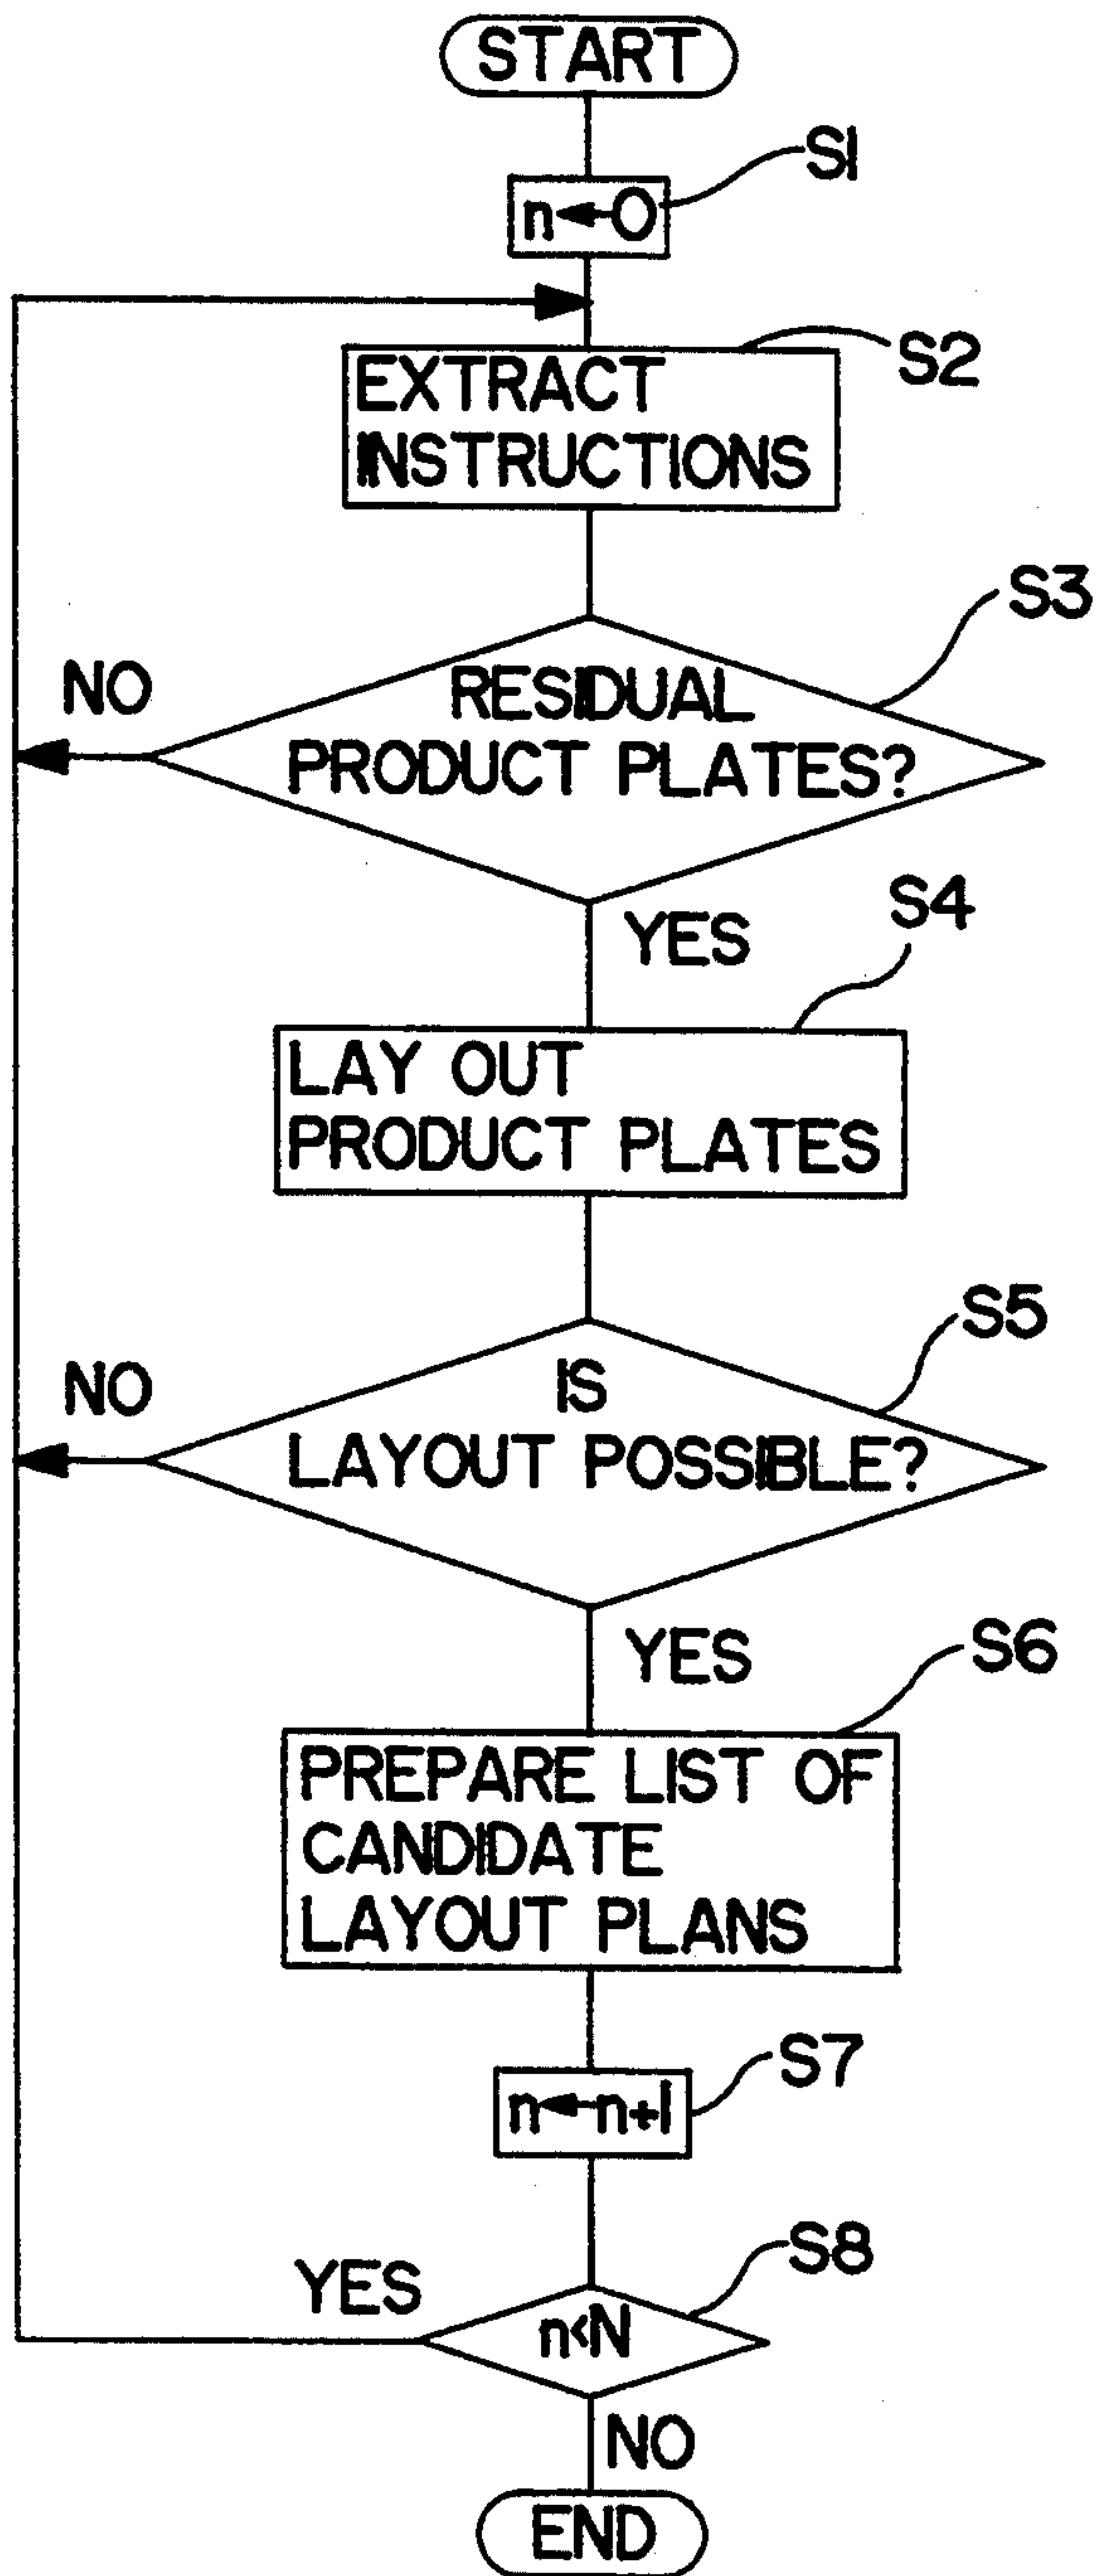 START
S1
n←0
S2
EXTRACT
INSTRUCTIONS
S3
NO
RESIDUAL
PRODUCT PLATES?
YES
S4
LAY OUT
PRODUCT PLATES
S5
NO
IS
LAYOUT POSSIBLE?
YES
S6
PREPARE LIST OF
CANDIDATE
LAYOUT PLANS
S7
n←n+1
S8
YES
n<N
NO
END